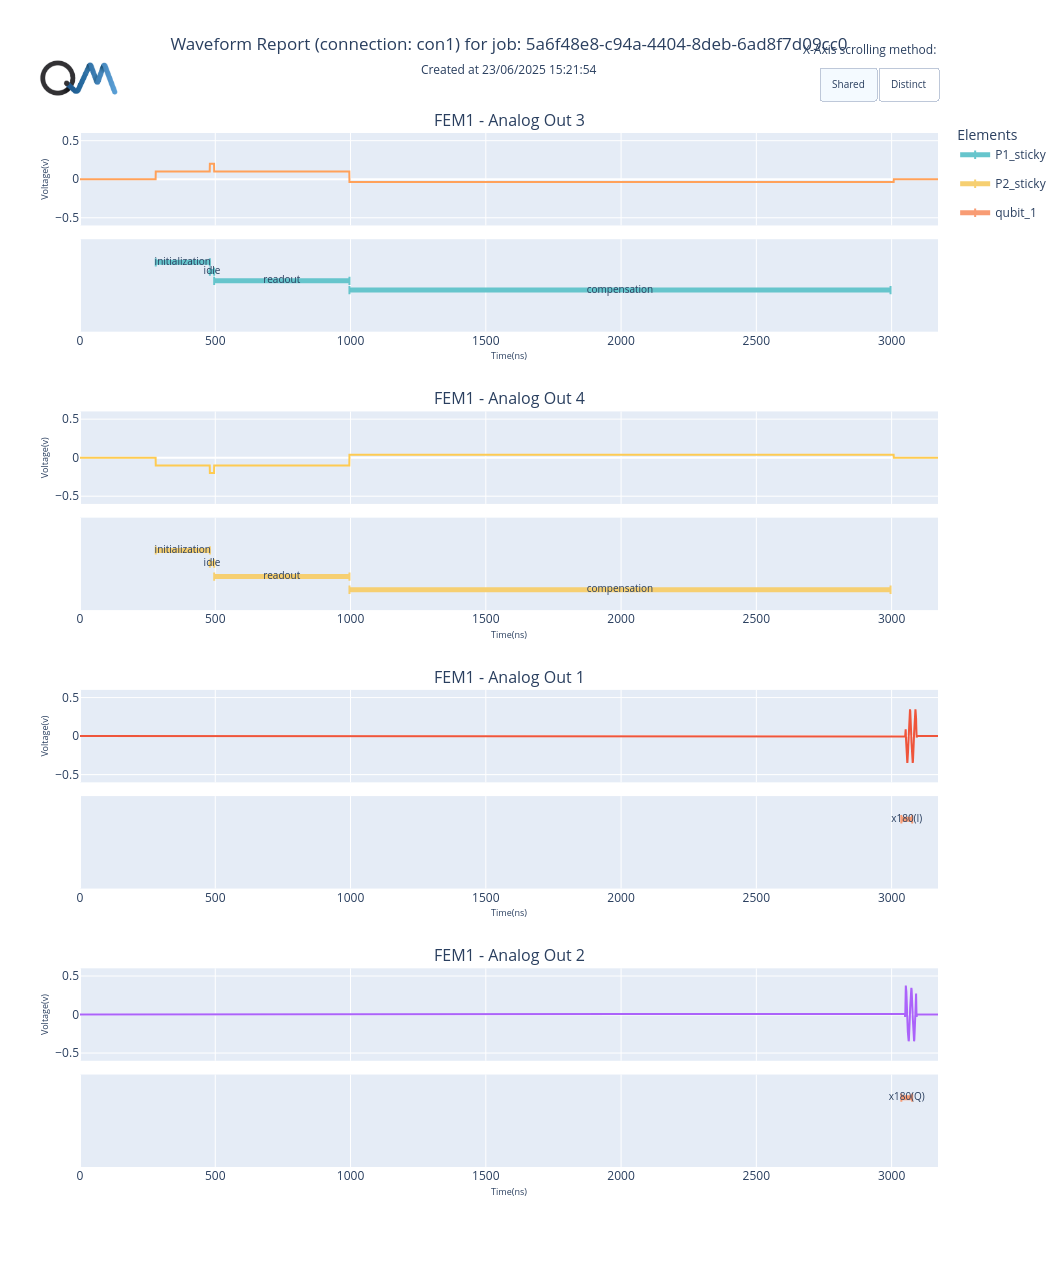 Waveform Report (connection: con1) for job: 5a6f48e8-c94a-4404-8deb-6ad8f7d09cc0
X-Axis scrolling method:
Created at 23/06/2025 15:21:54
QM
Shared
Distinct
FEM1 - Analog Out 3
Elements
P1_sticky
P2_sticky
qubit_1
Voltage(v)
0.5
0
−0.5
initialization
idle
readout
compensation
0 500 1000 1500 2000 2500 3000
Time(ns)
FEM1 - Analog Out 4
Voltage(v)
0.5
0
−0.5
initialization
idle
readout
compensation
0 500 1000 1500 2000 2500 3000
Time(ns)
FEM1 - Analog Out 1
Voltage(v)
0.5
0
−0.5
x180(I)
0 500 1000 1500 2000 2500 3000
Time(ns)
FEM1 - Analog Out 2
Voltage(v)
0.5
0
−0.5
x180(Q)
0 500 1000 1500 2000 2500 3000
Time(ns)